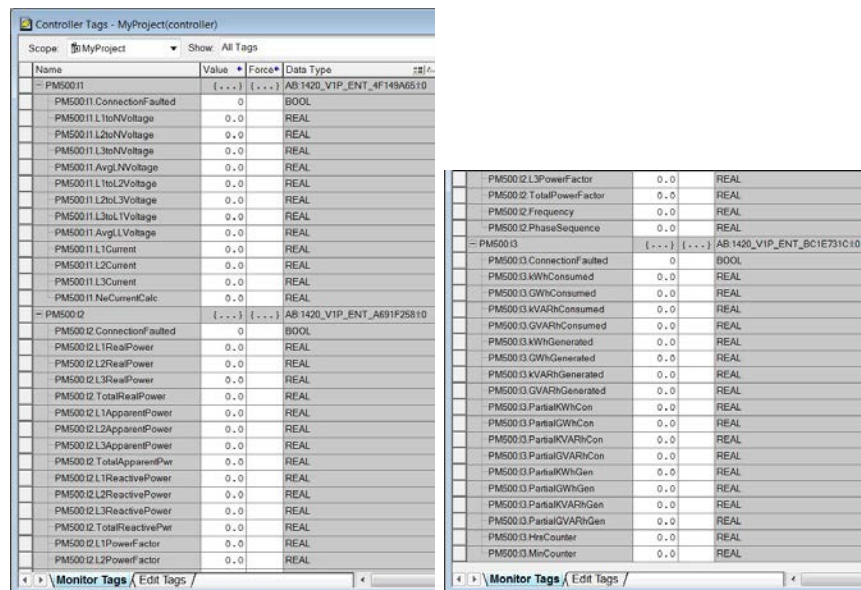 Controller Tags - MyProject(controller)
Scope: MyProject Show: All Tags
Name Value Force Data Type
PM500:I1 {...} {...} AB:1420_V1P_ENT_4F149A65:I:0
PM500:I1.ConnectionFaulted 0 BOOL
PM500:I1.L1toNVoltage 0.0 REAL
PM500:I1.L2toNVoltage 0.0 REAL
PM500:I1.L3toNVoltage 0.0 REAL
PM500:I1.AvgLNVoltage 0.0 REAL
PM500:I1.L1toL2Voltage 0.0 REAL
PM500:I1.L2toL3Voltage 0.0 REAL
PM500:I1.L3toL1Voltage 0.0 REAL
PM500:I1.AvgLLVoltage 0.0 REAL
PM500:I1.L1Current 0.0 REAL
PM500:I1.L2Current 0.0 REAL
PM500:I1.L3Current 0.0 REAL
PM500:I1.NeCurrentCalc 0.0 REAL
PM500:I2 {...} {...} AB:1420_V1P_ENT_A691F258:I:0
PM500:I2.ConnectionFaulted 0 BOOL
PM500:I2.L1RealPower 0.0 REAL
PM500:I2.L2RealPower 0.0 REAL
PM500:I2.L3RealPower 0.0 REAL
PM500:I2.TotalRealPower 0.0 REAL
PM500:I2.L1ApparentPower 0.0 REAL
PM500:I2.L2ApparentPower 0.0 REAL
PM500:I2.L3ApparentPower 0.0 REAL
PM500:I2.TotalApparentPwr 0.0 REAL
PM500:I2.L1ReactivePower 0.0 REAL
PM500:I2.L2ReactivePower 0.0 REAL
PM500:I2.L3ReactivePower 0.0 REAL
PM500:I2.TotalReactivePwr 0.0 REAL
PM500:I2.L1PowerFactor 0.0 REAL
PM500:I2.L2PowerFactor 0.0 REAL
Monitor Tags Edit Tags
PM500:I2.L3PowerFactor 0.0 REAL
PM500:I2.TotalPowerFactor 0.0 REAL
PM500:I2.Frequency 0.0 REAL
PM500:I2.PhaseSequence 0.0 REAL
PM500:I3 {...} {...} AB:1420_V1P_ENT_BC1E731C:I:0
PM500:I3.ConnectionFaulted 0 BOOL
PM500:I3.kWhConsumed 0.0 REAL
PM500:I3.GWhConsumed 0.0 REAL
PM500:I3.kVARhConsumed 0.0 REAL
PM500:I3.GVARhConsumed 0.0 REAL
PM500:I3.kWhGenerated 0.0 REAL
PM500:I3.GWhGenerated 0.0 REAL
PM500:I3.kVARhGenerated 0.0 REAL
PM500:I3.GVARhGenerated 0.0 REAL
PM500:I3.PartialKWhCon 0.0 REAL
PM500:I3.PartialGWhCon 0.0 REAL
PM500:I3.PartialKVARhCon 0.0 REAL
PM500:I3.PartialGVARhCon 0.0 REAL
PM500:I3.PartialKWhGen 0.0 REAL
PM500:I3.PartialGWhGen 0.0 REAL
PM500:I3.PartialKVARhGen 0.0 REAL
PM500:I3.PartialGVARhGen 0.0 REAL
PM500:I3.HrsCounter 0.0 REAL
PM500:I3.MinCounter 0.0 REAL
Monitor Tags Edit Tags